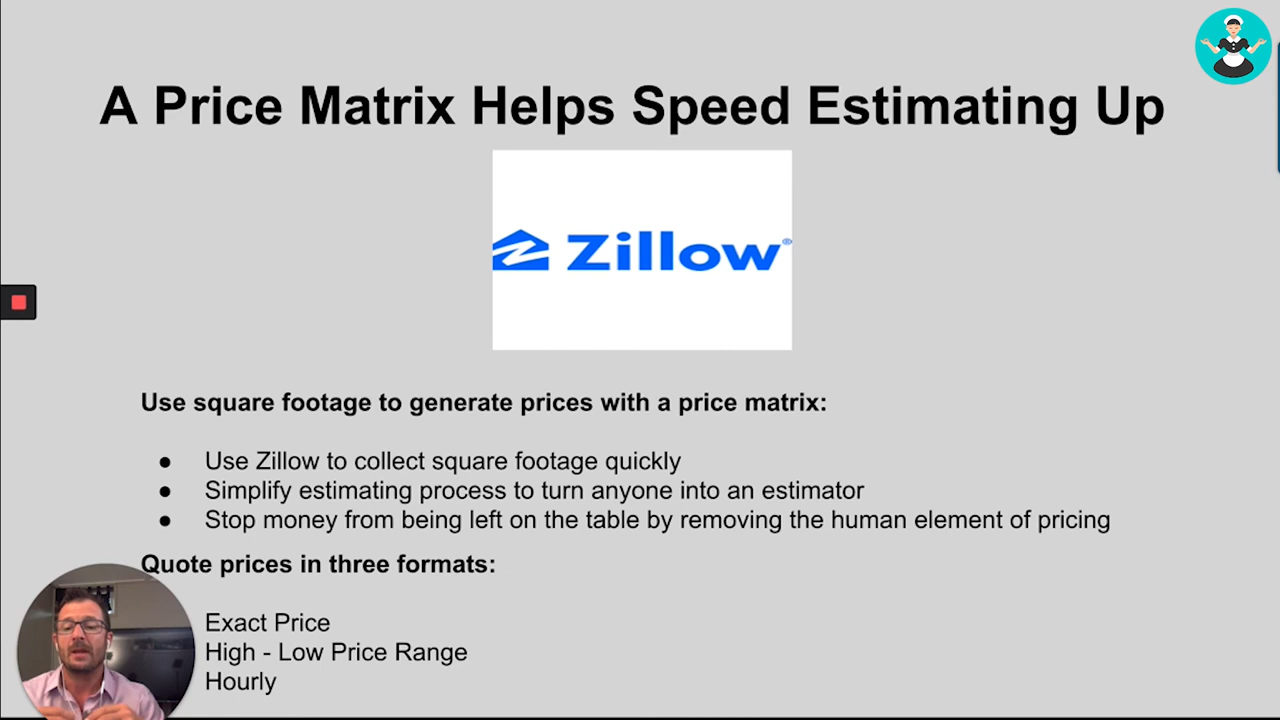 A Price Matrix Helps Speed Estimating Up
Zillow®
Use square footage to generate prices with a price matrix:
● Use Zillow to collect square footage quickly
● Simplify estimating process to turn anyone into an estimator
● Stop money from being left on the table by removing the human element of pricing
Quote prices in three formats:
Exact Price
High - Low Price Range
Hourly